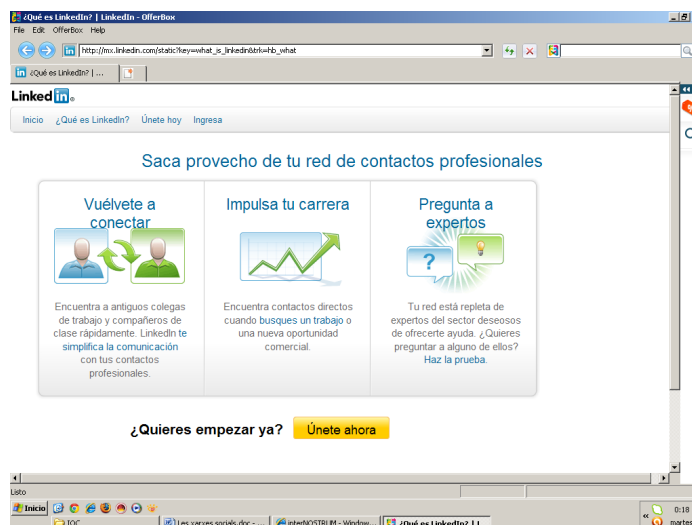 ¿Qué es LinkedIn? | LinkedIn - OfferBox
File Edit OfferBox Help
http://mx.linkedin.com/static?key=what_is_linkedin&trk=hb_what
¿Qué es LinkedIn? | ...
Linked in
Inicio ¿Qué es LinkedIn? Únete hoy Ingresa
Saca provecho de tu red de contactos profesionales
Vuélvete a
conectar
Encuentra a antiguos colegas
de trabajo y compañeros de
clase rápidamente. LinkedIn te
simplifica la comunicación
con tus contactos
profesionales.
Impulsa tu carrera
Encuentra contactos directos
cuando busques un trabajo o
una nueva oportunidad
comercial.
Pregunta a
expertos
?
Tu red está repleta de
expertos del sector deseosos
de ofrecerte ayuda. ¿Quieres
preguntar a alguno de ellos?
Haz la prueba.
¿Quieres empezar ya? Únete ahora
Listo
Inicio 0:18
IOC Les xarxes socials.doc - ... interNOSTRUM - Window... ¿Qué es LinkedIn? | L... martes